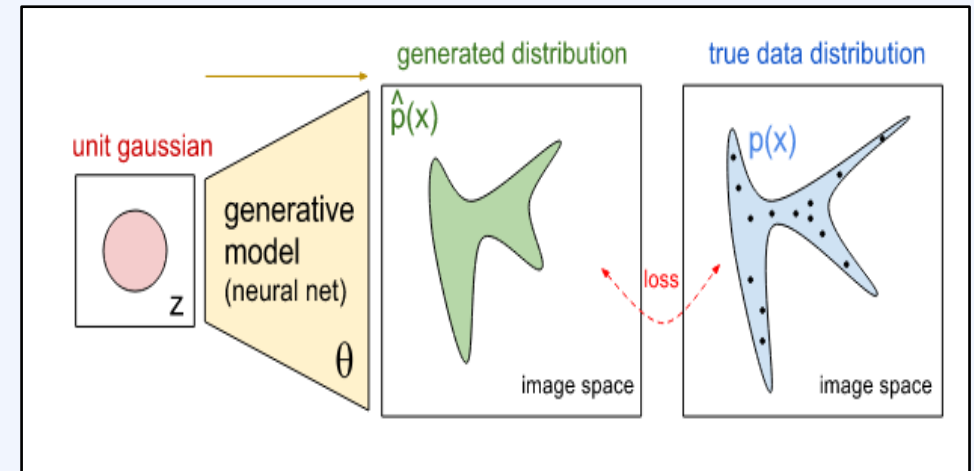 generated distribution
true data distribution
p̂(x)
p(x)
unit gaussian
generative
model
(neural net)
z
θ
loss
image space
image space